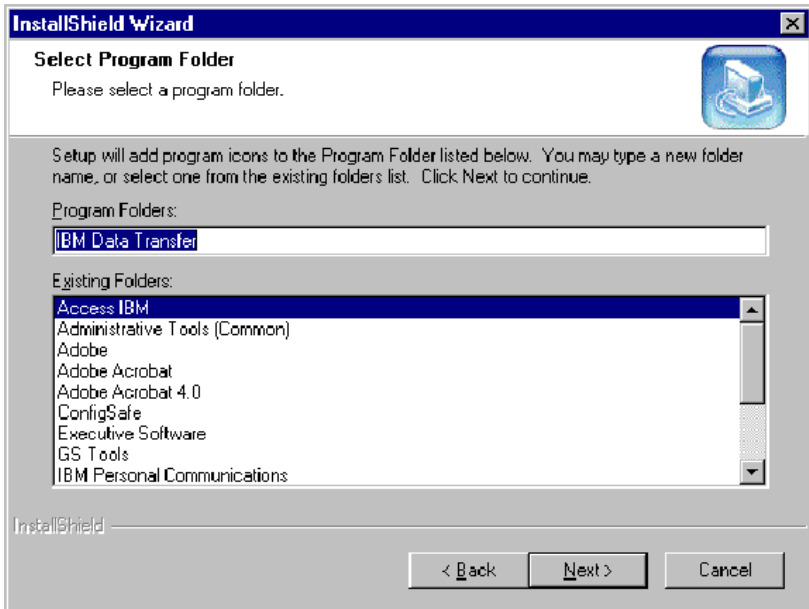 InstallShield Wizard
Select Program Folder
Please select a program folder.
Setup will add program icons to the Program Folder listed below. You may type a new folder
name, or select one from the existing folders list. Click Next to continue.
Program Folders:
IBM Data Transfer
Existing Folders:
Access IBM
Administrative Tools (Common)
Adobe
Adobe Acrobat
Adobe Acrobat 4.0
ConfigSafe
Executive Software
GS Tools
IBM Personal Communications
InstallShield
< Back Next > Cancel